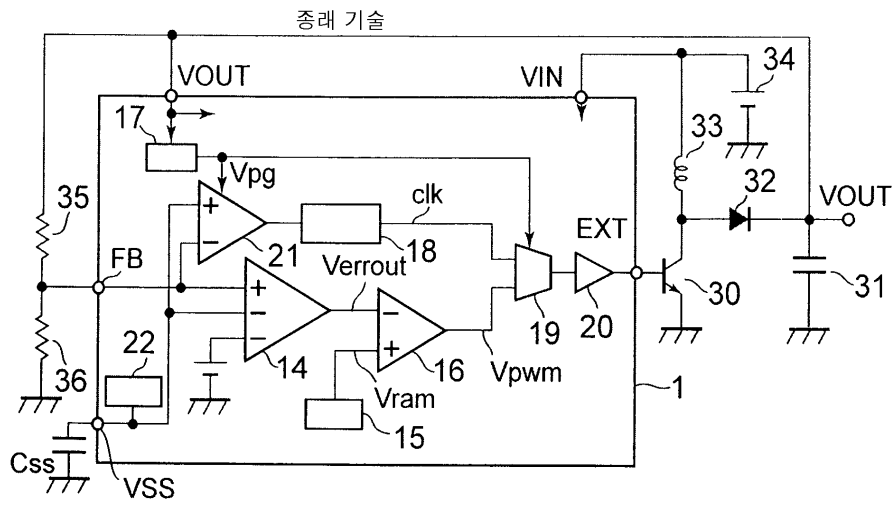 종래 기술
VOUT
VIN
34
17
33
Vpg
35
clk
32
VOUT
21
18
EXT
FB
Verrout
31
30
19
20
22
36
14
16
Vpwm
Vram
1
15
Css
VSS
+
−
+
−
−
−
+